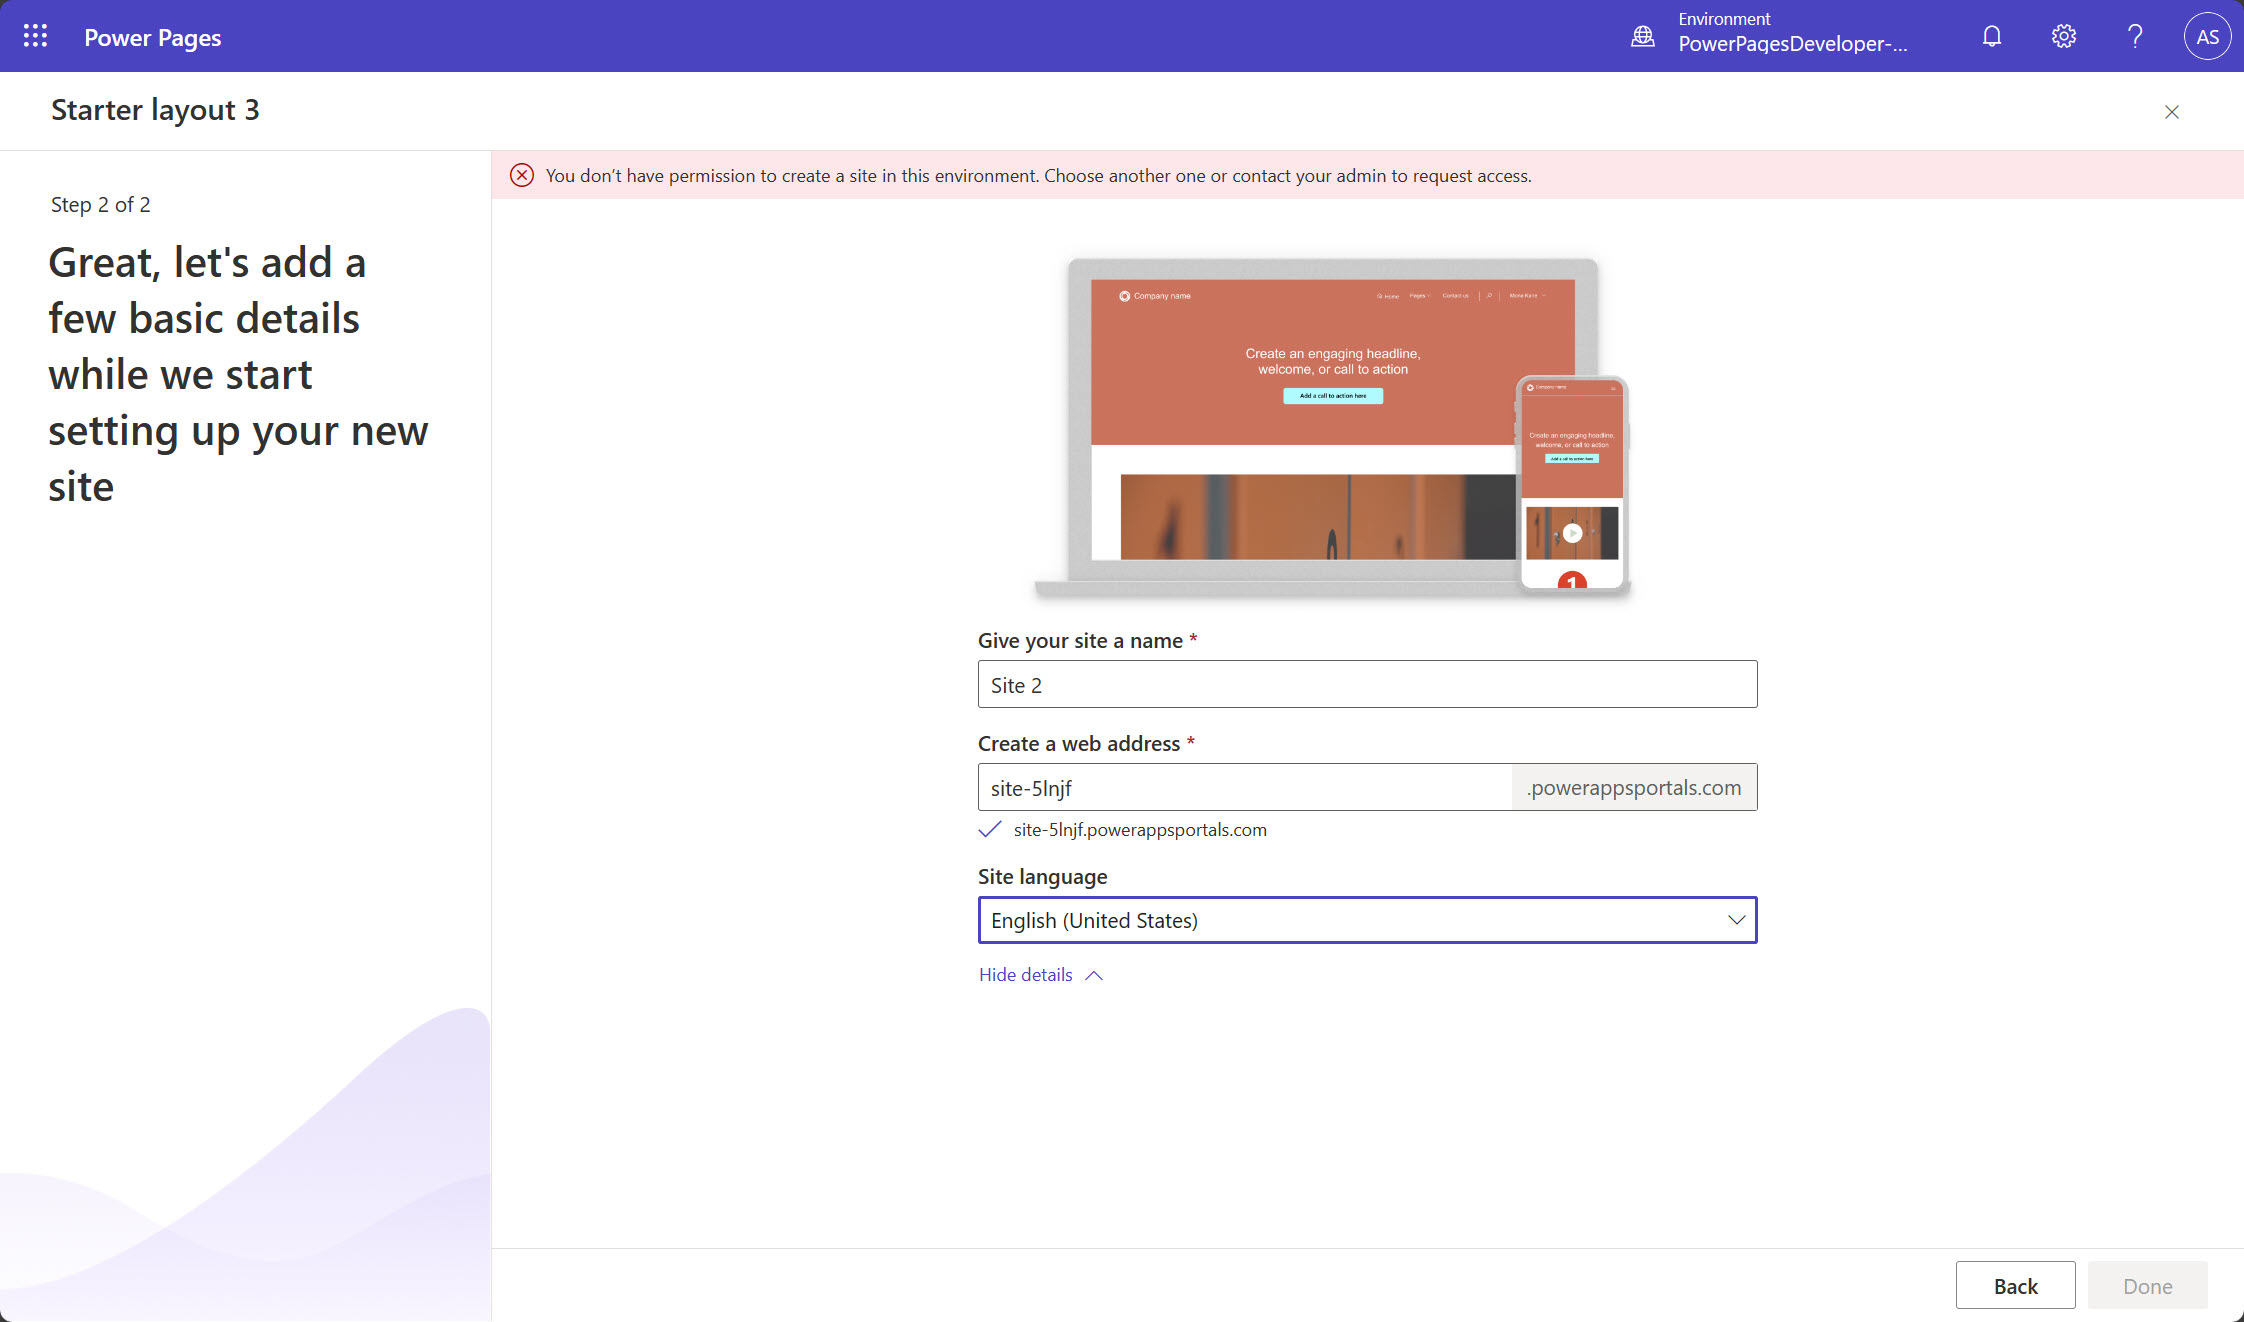 Power Pages
Environment
PowerPagesDeveloper-...
AS
Starter layout 3
Step 2 of 2
Great, let's add a
few basic details
while we start
setting up your new
site
You don't have permission to create a site in this environment. Choose another one or contact your admin to request access.
Company name
Home Pages Contact us Mona Kane
Create an engaging headline,
welcome, or call to action
Add a call to action here
Company name
Create an engaging headline,
welcome, or call to action
Add a call to action here
1
Give your site a name *
Site 2
Create a web address *
site-5lnjf
.powerappsportals.com
site-5lnjf.powerappsportals.com
Site language
English (United States)
Hide details
Back
Done